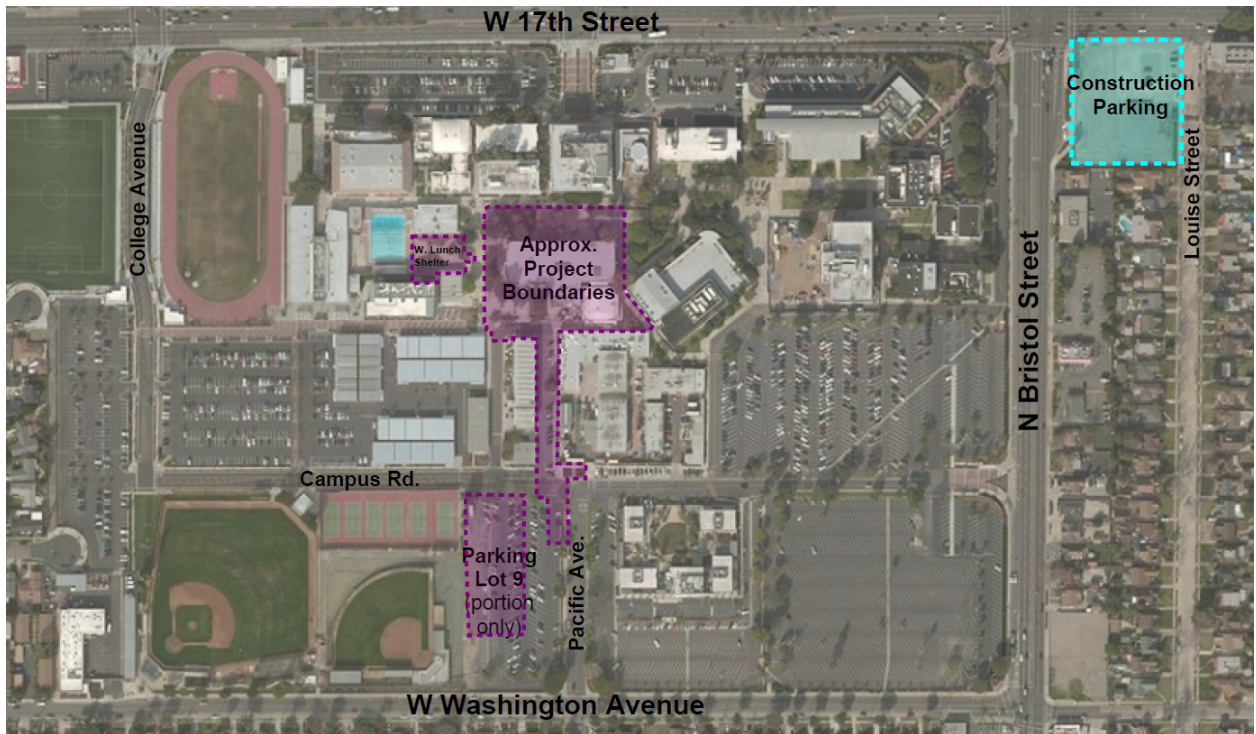 W 17th Street
Construction
Parking
College Avenue
Louise Street
W. Lunch
Shelter
Approx.
Project
Boundaries
N Bristol Street
Campus Rd.
Parking
Lot 9
(portion
only)
Pacific Ave.
W Washington Avenue